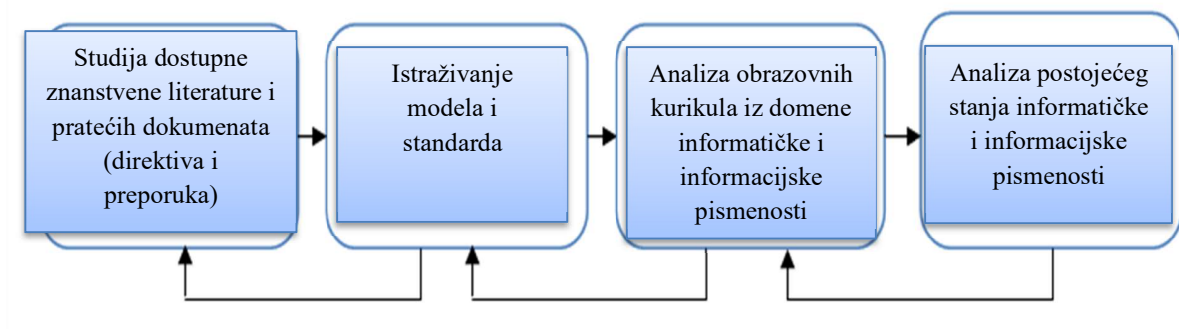 Studija dostupne
znanstvene literature i
pratećih dokumenata
(direktiva i
preporuka)
Istraživanje
modela i
standarda
Analiza obrazovnih
kurikula iz domene
informatičke i
informacijske
pismenosti
Analiza postojećeg
stanja informatičke
i informacijske
pismenosti